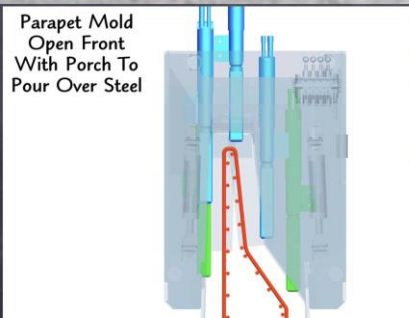 Parapet Mold
Open Front
With Porch To
Pour Over Steel